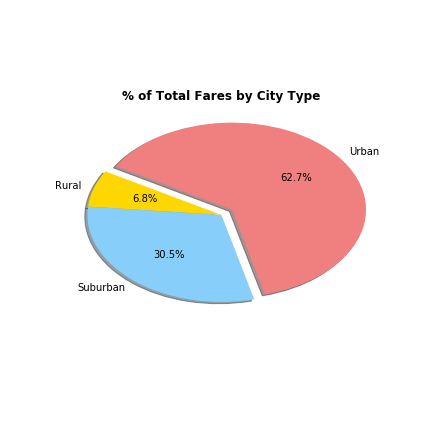 % of Total Fares by City Type
Urban
62.7%
Rural
6.8%
30.5%
Suburban